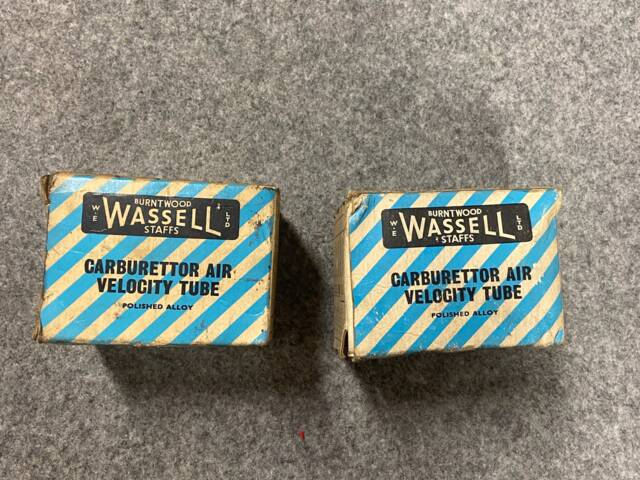 BURNTWOOD
W.E WASSELL LTD
STAFFS
CARBURETTOR AIR
VELOCITY TUBE
POLISHED ALLOY
BURNTWOOD
W.E WASSELL LTD
STAFFS
CARBURETTOR AIR
VELOCITY TUBE
POLISHED ALLOY